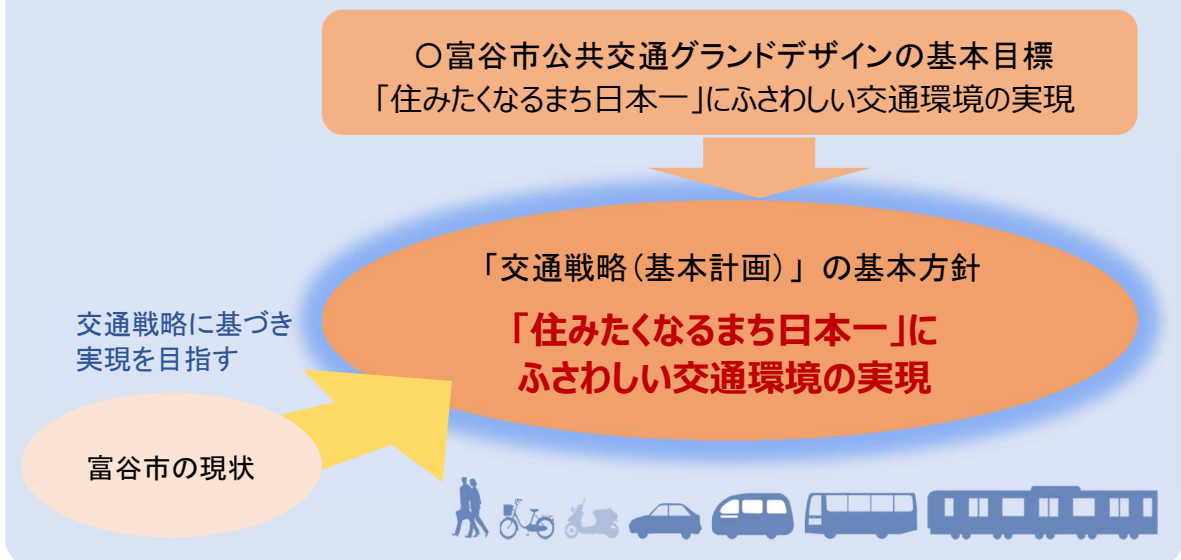 〇富谷市公共交通グランドデザインの基本目標
「住みたくなるまち日本一」にふさわしい交通環境の実現
「交通戦略（基本計画）」の基本方針
「住みたくなるまち日本一」に
ふさわしい交通環境の実現
交通戦略に基づき
実現を目指す
富谷市の現状